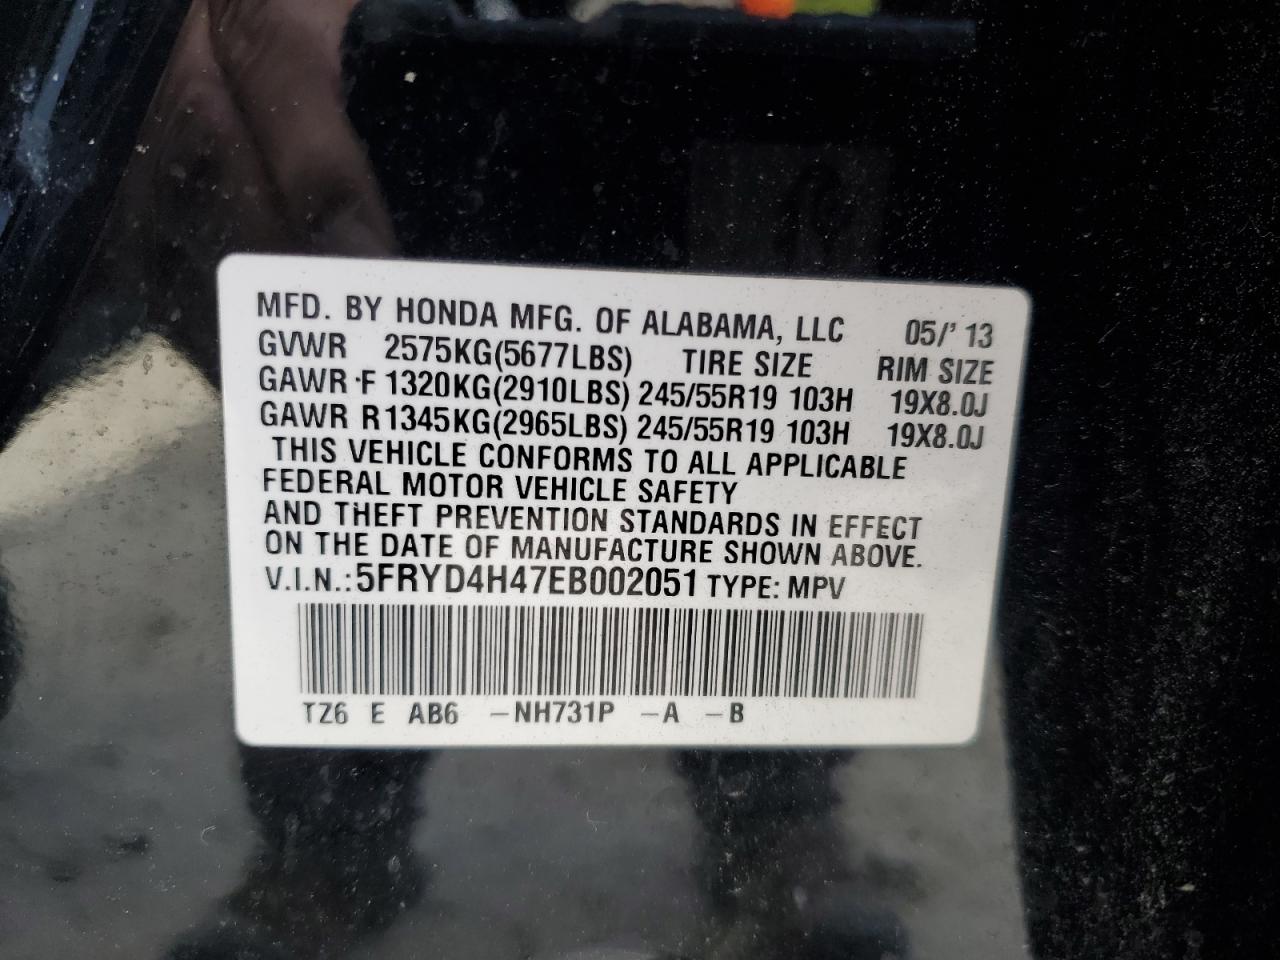 MFD. BY HONDA MFG. OF ALABAMA, LLC 05/' 13
GVWR 2575KG(5677LBS) TIRE SIZE RIM SIZE
GAWR F 1320KG(2910LBS) 245/55R19 103H 19X8.0J
GAWR R 1345KG(2965LBS) 245/55R19 103H 19X8.0J
THIS VEHICLE CONFORMS TO ALL APPLICABLE
FEDERAL MOTOR VEHICLE SAFETY
AND THEFT PREVENTION STANDARDS IN EFFECT
ON THE DATE OF MANUFACTURE SHOWN ABOVE.
V.I.N.: 5FRYD4H47EB002051 TYPE: MPV
TZ6 E AB6 -NH731P -A -B